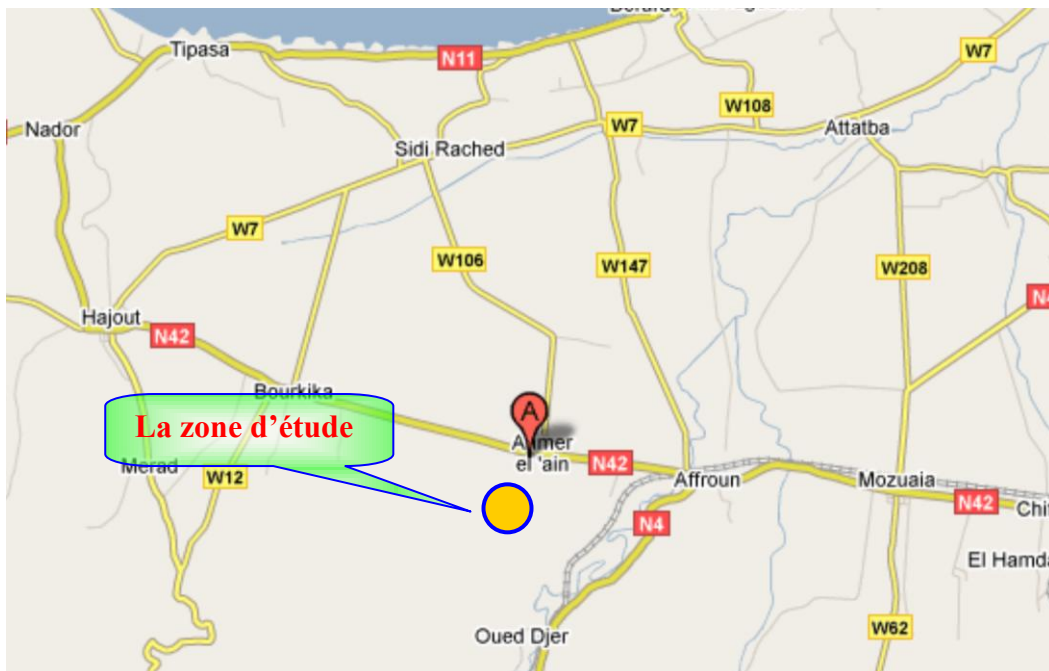 Tipasa
N11
W7
Nador
W108
W7
Attatba
Sidi Rached
W7
W106
W147
W208
Hajout
N42
Bourkika
La zone d’étude
A
el 'ain
Merad
W12
N42
Affroun
Mozuaia
N42
N4
El Hamda
Oued Djer
W62